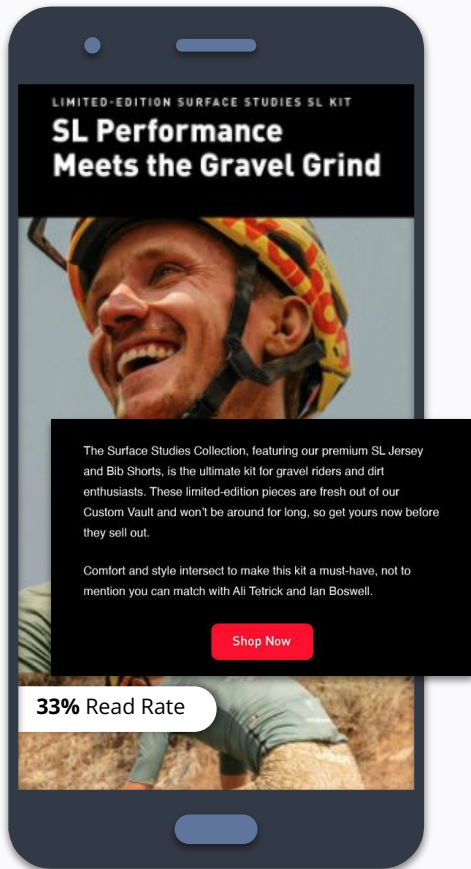 LIMITED-EDITION SURFACE STUDIES SL KIT
SL Performance
Meets the Gravel Grind
The Surface Studies Collection, featuring our premium SL Jersey
and Bib Shorts, is the ultimate kit for gravel riders and dirt
enthusiasts. These limited-edition pieces are fresh out of our
Custom Vault and won't be around for long, so get yours now before
they sell out.
Comfort and style intersect to make this kit a must-have, not to
mention you can match with Ali Tetrick and Ian Boswell.
Shop Now
33% Read Rate